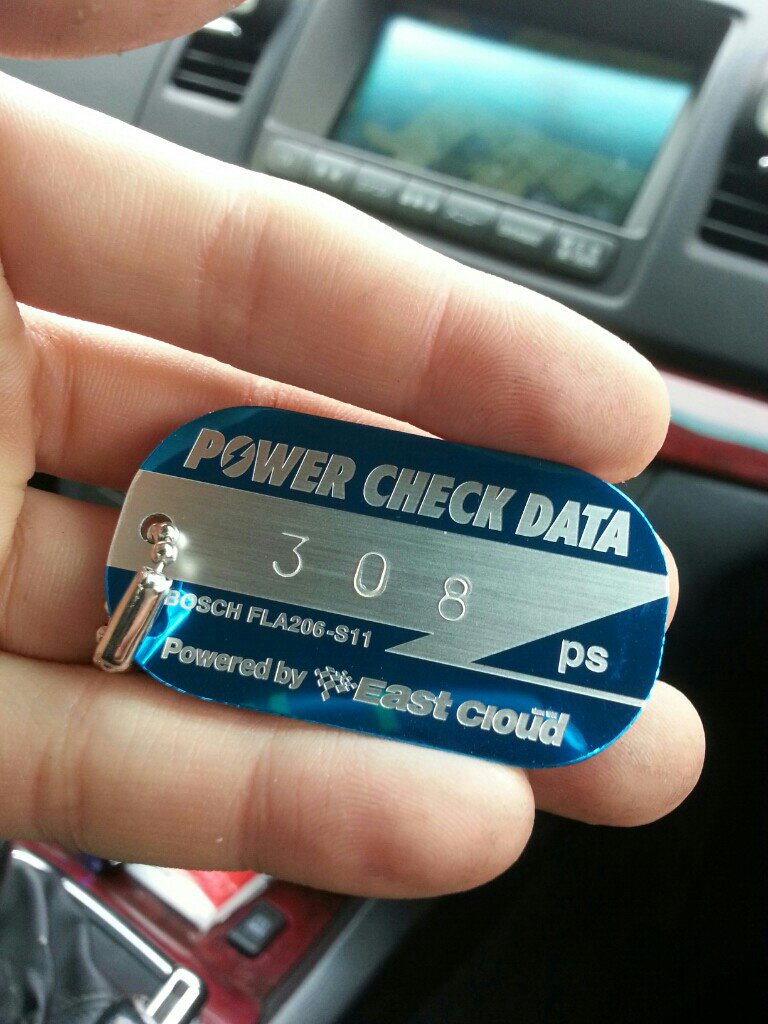 POWER CHECK DATA
308
BOSCH FLA206-S11
ps
Powered by East Cloud